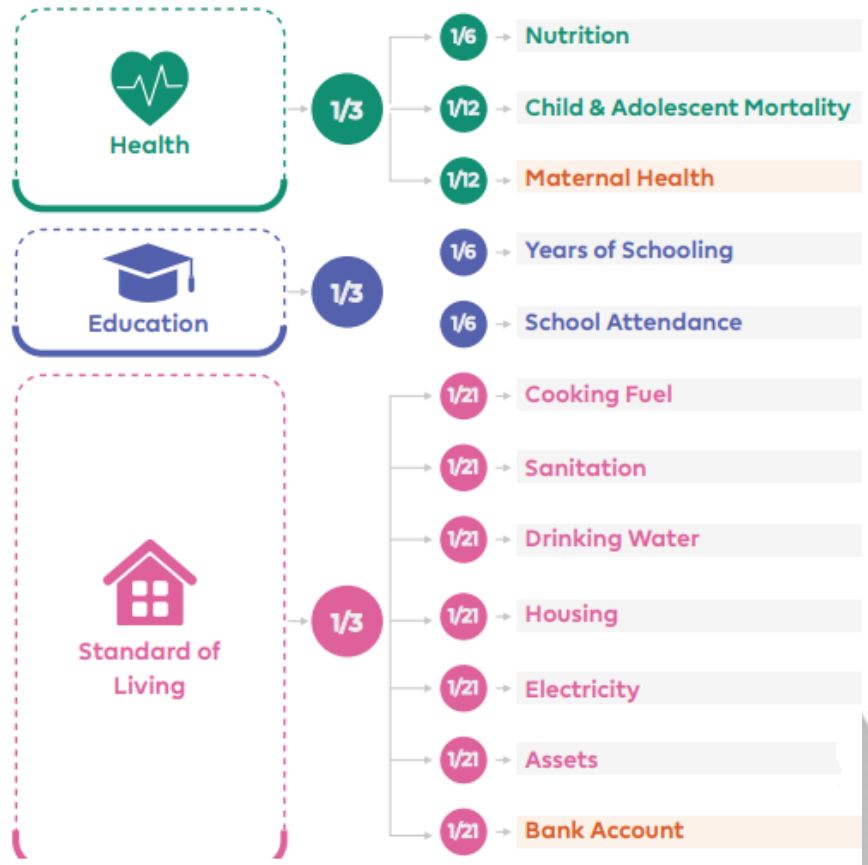 Health
1/3
1/6 Nutrition
1/12 Child & Adolescent Mortality
1/12 Maternal Health
Education
1/3
1/6 Years of Schooling
1/6 School Attendance
Standard of
Living
1/3
1/21 Cooking Fuel
1/21 Sanitation
1/21 Drinking Water
1/21 Housing
1/21 Electricity
1/21 Assets
1/21 Bank Account